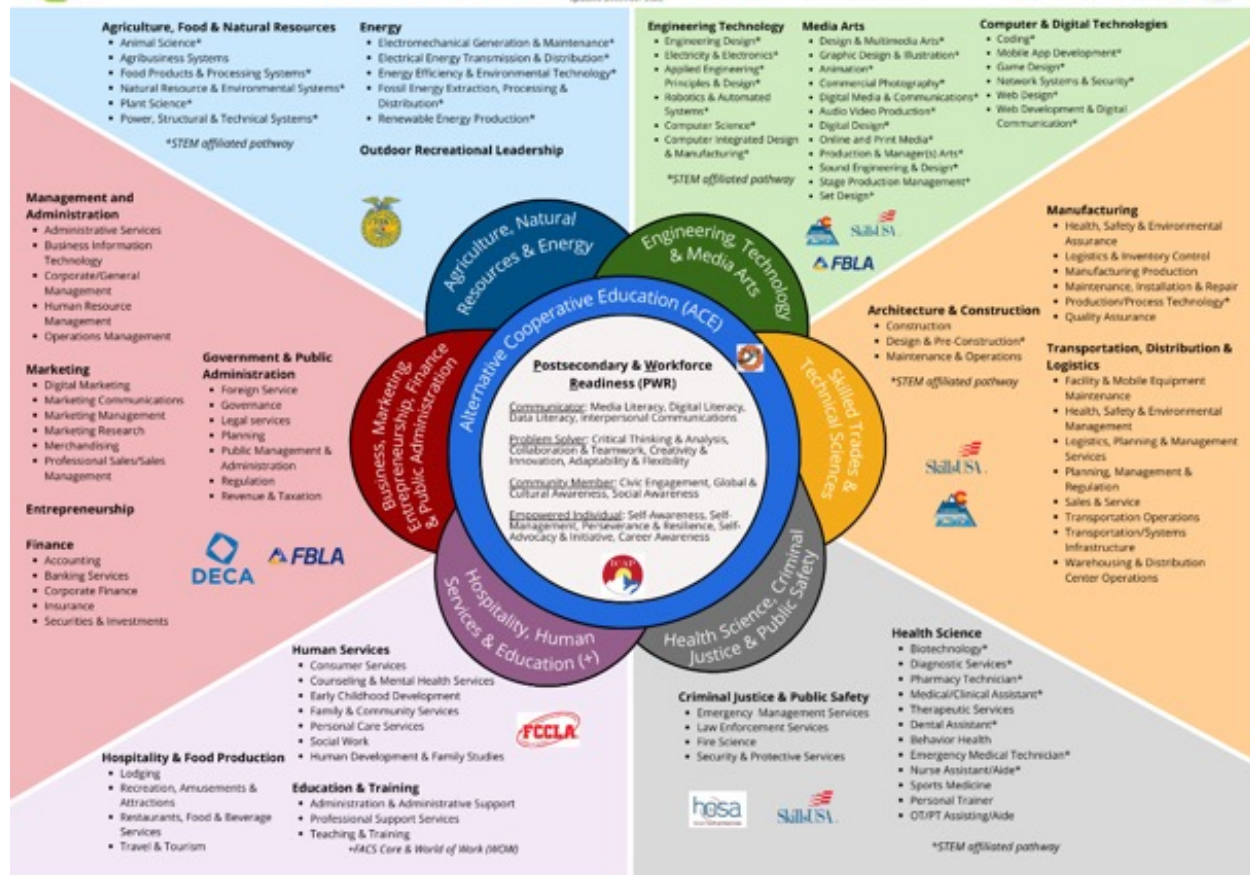 Agriculture, Food & Natural Resources
• Animal Science*
• Agribusiness Systems
• Food Products & Processing Systems*
• Natural Resource & Environmental Systems*
• Plant Science*
• Power, Structural & Technical Systems*
*STEM affiliated pathway
Energy
• Electromechanical Generation & Maintenance*
• Electrical Energy Transmission & Distribution*
• Energy Efficiency & Environmental Technology*
• Fossil Energy Extraction, Processing &
Distribution*
• Renewable Energy Production*
Outdoor Recreational Leadership
Engineering Technology
• Engineering Design*
• Electricity & Electronics*
• Applied Engineering*
Principles & Design*
• Robotics & Automated
Systems*
• Computer Science*
• Computer Integrated Design
& Manufacturing*
*STEM affiliated pathway
Media Arts
• Design & Multimedia Arts*
• Graphic Design & Illustration*
• Animation*
• Commercial Photography*
• Digital Media & Communications*
• Audio Video Production*
• Digital Design*
• Online and Print Media*
• Production & Manager(s) Arts*
• Sound Engineering & Design*
• Stage Production Management*
• Set Design*
SkillsUSA
FBLA
Computer & Digital Technologies
• Coding*
• Mobile App Development*
• Game Design*
• Network Systems & Security*
• Web Design*
• Web Development & Digital
Communication*
Management and
Administration
• Administrative Services
• Business Information
Technology
• Corporate/General
Management
• Human Resource
Management
• Operations Management
Marketing
• Digital Marketing
• Marketing Communications
• Marketing Management
• Marketing Research
• Merchandising
• Professional Sales/Sales
Management
Entrepreneurship
Finance
• Accounting
• Banking Services
• Corporate Finance
• Insurance
• Securities & Investments
Government & Public
Administration
• Foreign Service
• Governance
• Legal services
• Planning
• Public Management &
Administration
• Regulation
• Revenue & Taxation
DECA
FBLA
Agriculture, Natural
Resources & Energy
Engineering, Technology
& Media Arts
Business, Marketing,
Entrepreneurship, Finance
& Public Administration
Skilled Trades &
Technical Sciences
Hospitality, Human
Services & Education (+)
Health Science, Criminal
Justice & Public Safety
Alternative Cooperative Education (ACE)
Postsecondary & Workforce
Readiness (PWR)
Communicator: Media Literacy, Digital Literacy,
Data Literacy, Interpersonal Communications
Problem Solver: Critical Thinking & Analysis,
Collaboration & Teamwork, Creativity &
Innovation, Adaptability & Flexibility
Community Member: Civic Engagement, Global &
Cultural Awareness, Social Awareness
Empowered Individual: Self-Awareness, Self-
Management, Perseverance & Resilience, Self-
Advocacy & Initiative, Career Awareness
ICAP
Architecture & Construction
• Construction
• Design & Pre-Construction*
• Maintenance & Operations
*STEM affiliated pathway
SkillsUSA
Manufacturing
• Health, Safety & Environmental
Assurance
• Logistics & Inventory Control
• Manufacturing Production
• Maintenance, Installation & Repair
• Production/Process Technology*
• Quality Assurance
Transportation, Distribution &
Logistics
• Facility & Mobile Equipment
Maintenance
• Health, Safety & Environmental
Management
• Logistics, Planning & Management
Services
• Planning, Management &
Regulation
• Sales & Service
• Transportation Operations
• Transportation/Systems
Infrastructure
• Warehousing & Distribution
Center Operations
Human Services
• Consumer Services
• Counseling & Mental Health Services
• Early Childhood Development
• Family & Community Services
• Personal Care Services
• Social Work
• Human Development & Family Studies
FCCLA
Hospitality & Food Production
• Lodging
• Recreation, Amusements &
Attractions
• Restaurants, Food & Beverage
Services
• Travel & Tourism
Education & Training
• Administration & Administrative Support
• Professional Support Services
• Teaching & Training
+FACS Core & World of Work (WOW)
Criminal Justice & Public Safety
• Emergency Management Services
• Law Enforcement Services
• Fire Science
• Security & Protective Services
hosa
SkillsUSA
Health Science
• Biotechnology*
• Diagnostic Services*
• Pharmacy Technician*
• Medical/Clinical Assistant*
• Therapeutic Services
• Dental Assistant*
• Behavior Health
• Emergency Medical Technician*
• Nurse Assistant/Aide*
• Sports Medicine
• Personal Trainer
• OT/PT Assisting/Aide
*STEM affiliated pathway